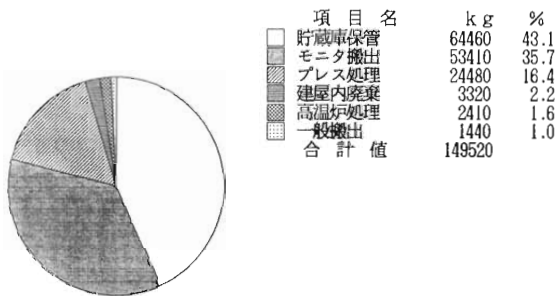 項目名 kg %
貯蔵庫保管 64460 43.1
モニタ搬出 53410 35.7
プレス処理 24480 16.4
建屋内廃棄 3320 2.2
高温炉処理 2410 1.6
一般搬出 1440 1.0
合計値 149520